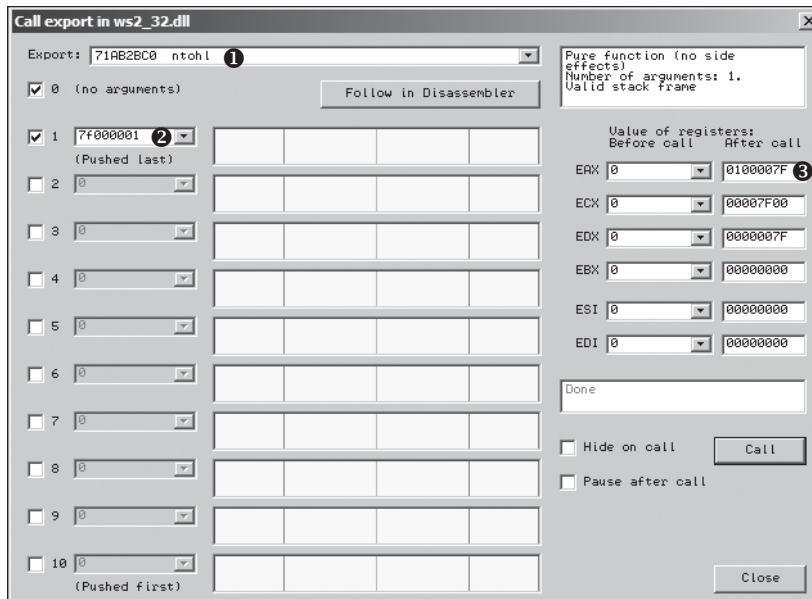 Call export in ws2_32.dll
Export: 71AB2BC0 ntohl ❶
0 (no arguments)
Follow in Disassembler
Pure function (no side
effects)
Number of arguments: 1.
Valid stack frame
1 7f000001 ❷
(Pushed last)
2 0
3 0
4 0
5 0
6 0
7 0
8 0
9 0
10 0
(Pushed first)
Value of registers:
Before call After call
EAX 0 0100007F ❸
ECX 0 00007F00
EDX 0 0000007F
EBX 0 00000000
ESI 0 00000000
EDI 0 00000000
Done
Hide on call
Call
Pause after call
Close